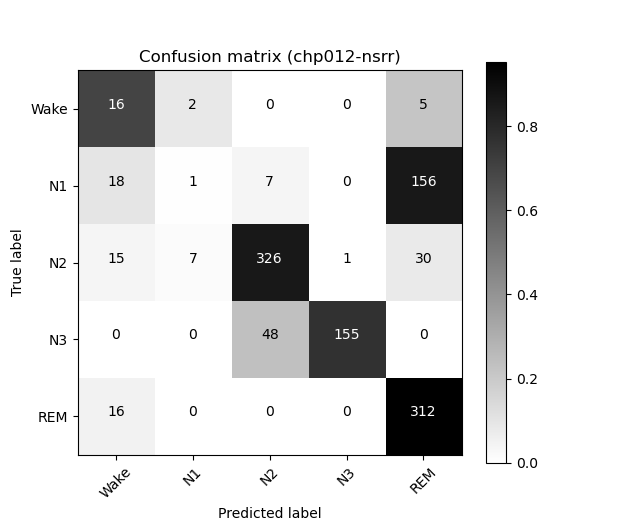 Confusion matrix (chp012-nsrr)
Wake 16 2 0 0 5
N1 18 1 7 0 156
N2 15 7 326 1 30
N3 0 0 48 155 0
REM 16 0 0 0 312
Wake N1 N2 N3 REM
Predicted label
True label
0.8
0.6
0.4
0.2
0.0